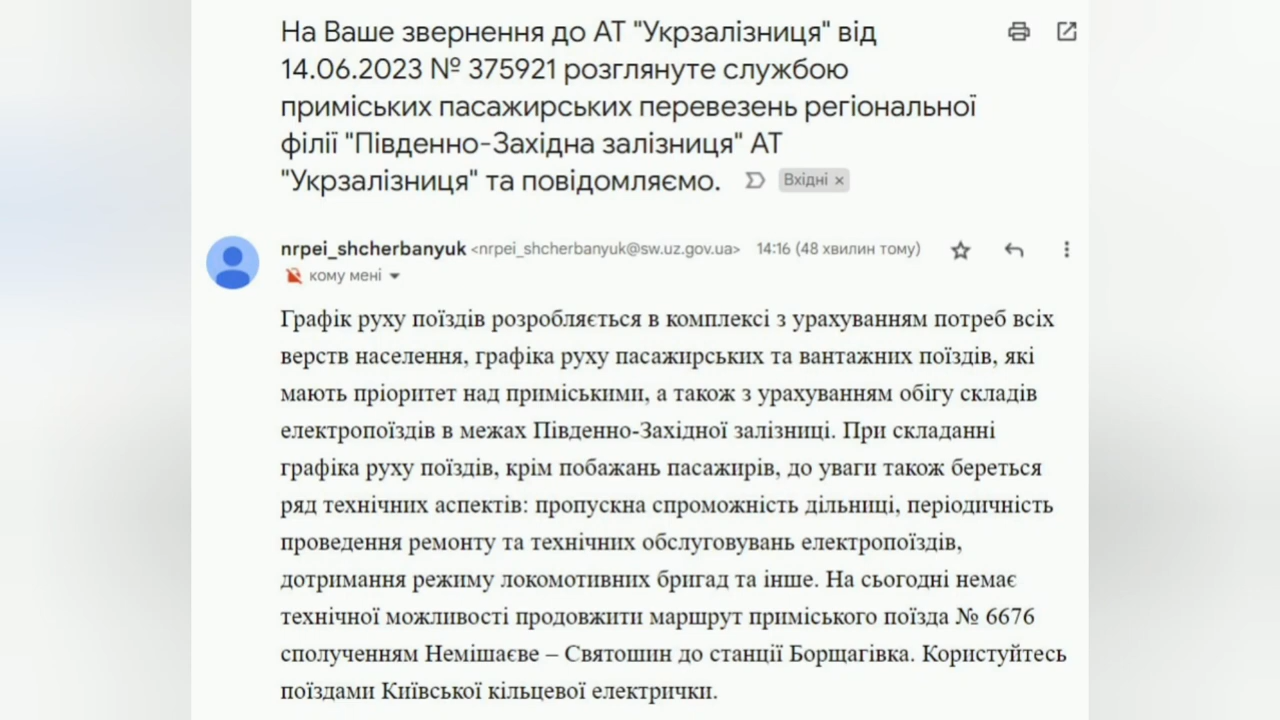 На Ваше звернення до АТ "Укрзалізниця" від
14.06.2023 № 375921 розглянуте службою
приміських пасажирських перевезень регіональної
філії "Південно-Західна залізниця" АТ
"Укрзалізниця" та повідомляємо. Вхідні ×
nrpei_shcherbanyuk <nrpei_shcherbanyuk@sw.uz.gov.ua> 14:16 (48 хвилин тому)
кому мені
Графік руху поїздів розробляється в комплексі з урахуванням потреб всіх
верств населення, графіка руху пасажирських та вантажних поїздів, які
мають пріоритет над приміськими, а також з урахуванням обігу складів
електропоїздів в межах Південно-Західної залізниці. При складанні
графіка руху поїздів, крім побажань пасажирів, до уваги також береться
ряд технічних аспектів: пропускна спроможність дільниці, періодичність
проведення ремонту та технічних обслуговувань електропоїздів,
дотримання режиму локомотивних бригад та інше. На сьогодні немає
технічної можливості продовжити маршрут приміського поїзда № 6676
сполученням Немішаєве – Святошин до станції Борщагівка. Користуйтесь
поїздами Київської кільцевої електрички.